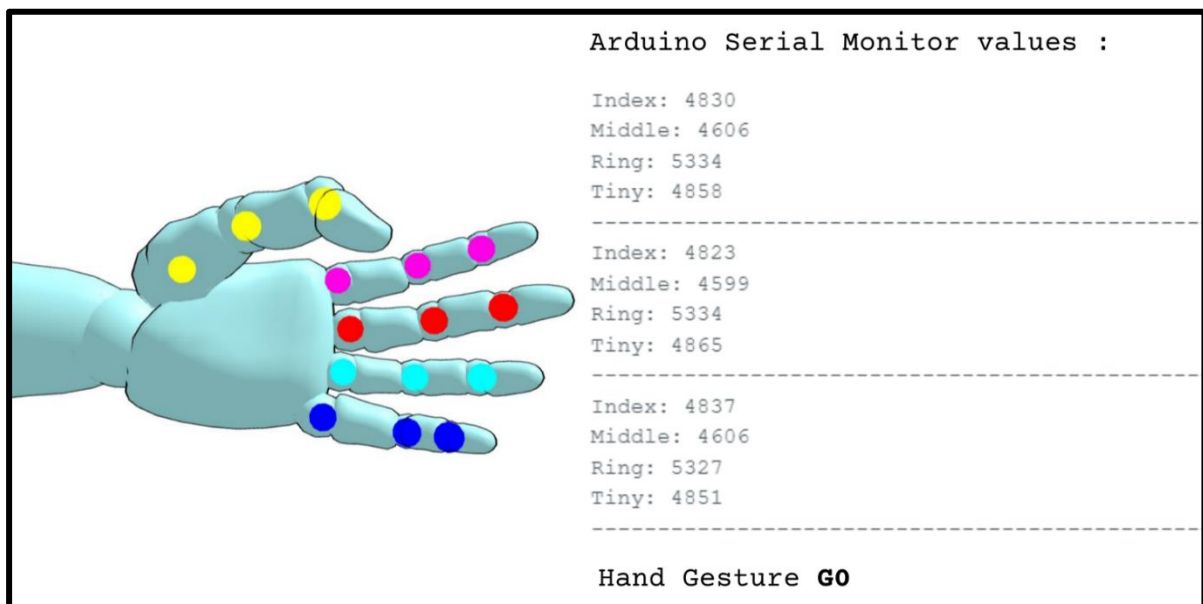 Arduino Serial Monitor values :
Index: 4830
Middle: 4606
Ring: 5334
Tiny: 4858
--------------------------------------------------
Index: 4823
Middle: 4599
Ring: 5334
Tiny: 4865
--------------------------------------------------
Index: 4837
Middle: 4606
Ring: 5327
Tiny: 4851
--------------------------------------------------
Hand Gesture GO